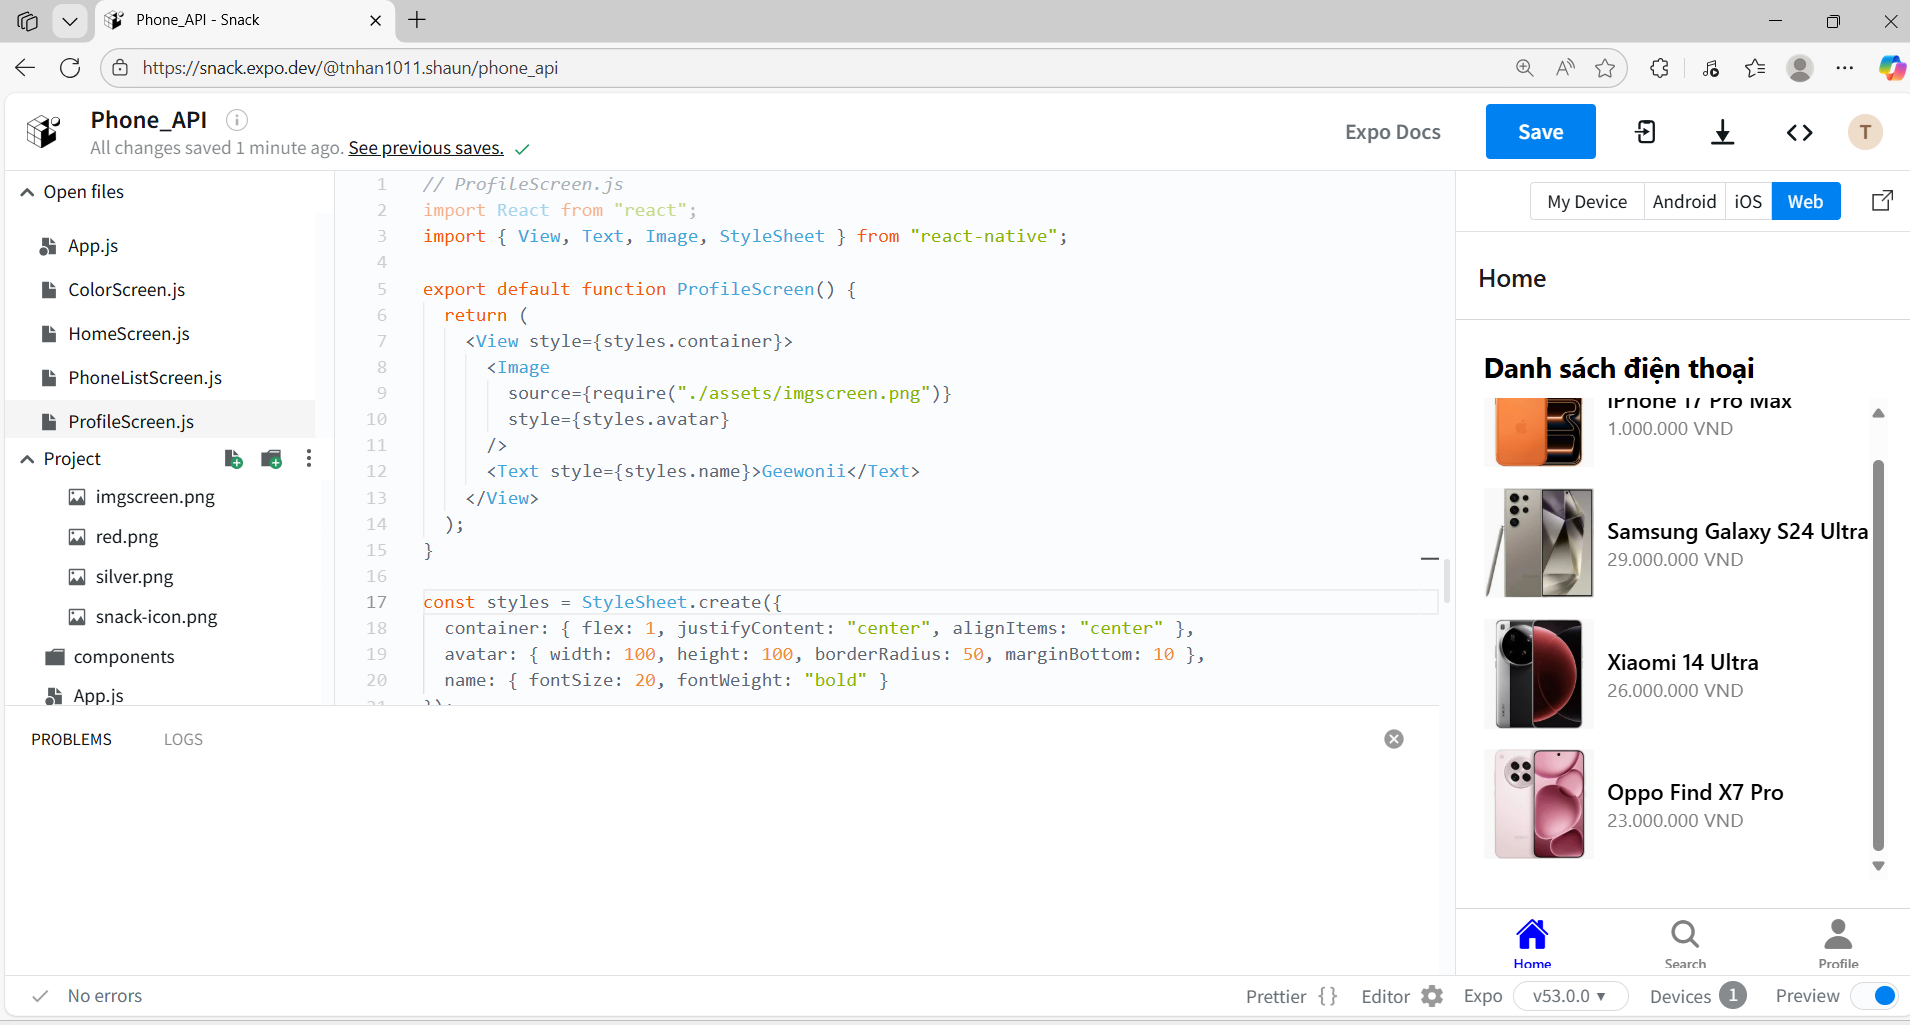 Phone_API - Snack
https://snack.expo.dev/@tnhan1011.shaun/phone_api
Phone_API
All changes saved 1 minute ago. See previous saves.
Expo Docs
Save
T
Open files
App.js
ColorScreen.js
HomeScreen.js
PhoneListScreen.js
ProfileScreen.js
Project
imgscreen.png
red.png
silver.png
snack-icon.png
components
App.js
1 // ProfileScreen.js
2 import React from "react";
3 import { View, Text, Image, StyleSheet } from "react-native";
4
5 export default function ProfileScreen() {
6 return (
7 <View style={styles.container}>
8 <Image
9 source={require("./assets/imgscreen.png")}
10 style={styles.avatar}
11 />
12 <Text style={styles.name}>Geewonii</Text>
13 </View>
14 );
15 }
16
17 const styles = StyleSheet.create({
18 container: { flex: 1, justifyContent: "center", alignItems: "center" },
19 avatar: { width: 100, height: 100, borderRadius: 50, marginBottom: 10 },
20 name: { fontSize: 20, fontWeight: "bold" }
21 });
My Device Android iOS Web
Home
Danh sách điện thoại
iPhone 17 Pro Max
1.000.000 VND
Samsung Galaxy S24 Ultra
29.000.000 VND
Xiaomi 14 Ultra
26.000.000 VND
Oppo Find X7 Pro
23.000.000 VND
Home Search Profile
PROBLEMS LOGS
No errors
Prettier {} Editor Expo v53.0.0 Devices 1 Preview